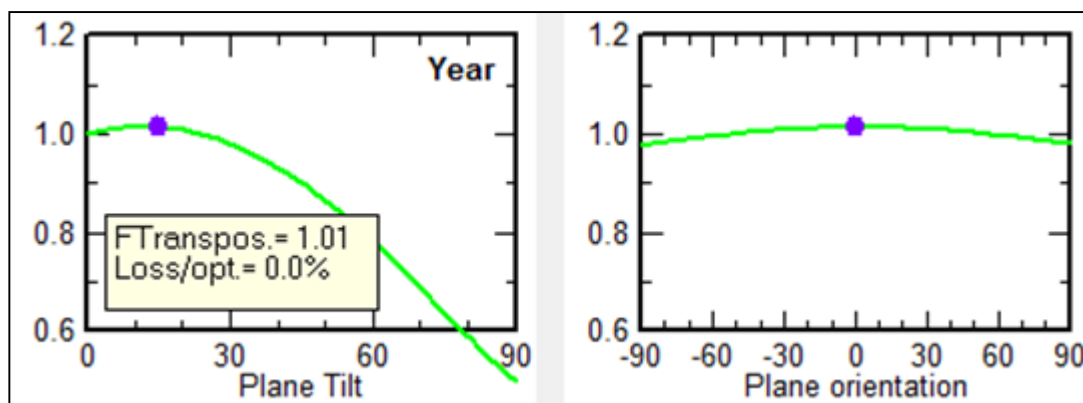 1.2
Year
1.0
0.8
FTranspos.= 1.01
Loss/opt.= 0.0%
0.6
0 30 60 90
Plane Tilt
1.2
1.0
0.8
0.6
-90 -60 -30 0 30 60 90
Plane orientation